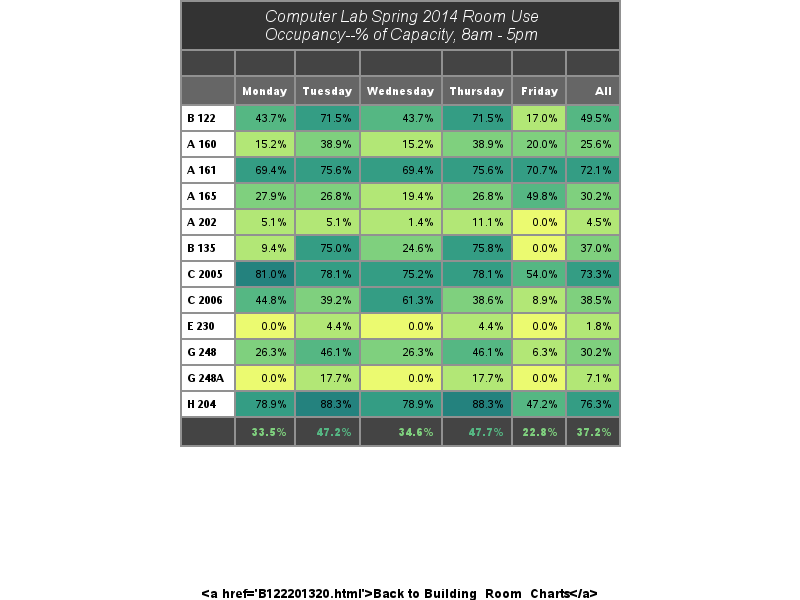 Computer Lab Spring 2014 Room Use
Occupancy--% of Capacity, 8am - 5pm
Monday Tuesday Wednesday Thursday Friday All
B 122 43.7% 71.5% 43.7% 71.5% 17.0% 49.5%
A 160 15.2% 38.9% 15.2% 38.9% 20.0% 25.6%
A 161 69.4% 75.6% 69.4% 75.6% 70.7% 72.1%
A 165 27.9% 26.8% 19.4% 26.8% 49.8% 30.2%
A 202 5.1% 5.1% 1.4% 11.1% 0.0% 4.5%
B 135 9.4% 75.0% 24.6% 75.8% 0.0% 37.0%
C 2005 81.0% 78.1% 75.2% 78.1% 54.0% 73.3%
C 2006 44.8% 39.2% 61.3% 38.6% 8.9% 38.5%
E 230 0.0% 4.4% 0.0% 4.4% 0.0% 1.8%
G 248 26.3% 46.1% 26.3% 46.1% 6.3% 30.2%
G 248A 0.0% 17.7% 0.0% 17.7% 0.0% 7.1%
H 204 78.9% 88.3% 78.9% 88.3% 47.2% 76.3%
33.5% 47.2% 34.6% 47.7% 22.8% 37.2%
<a href='B122201320.html'>Back to Building_Room_Charts</a>